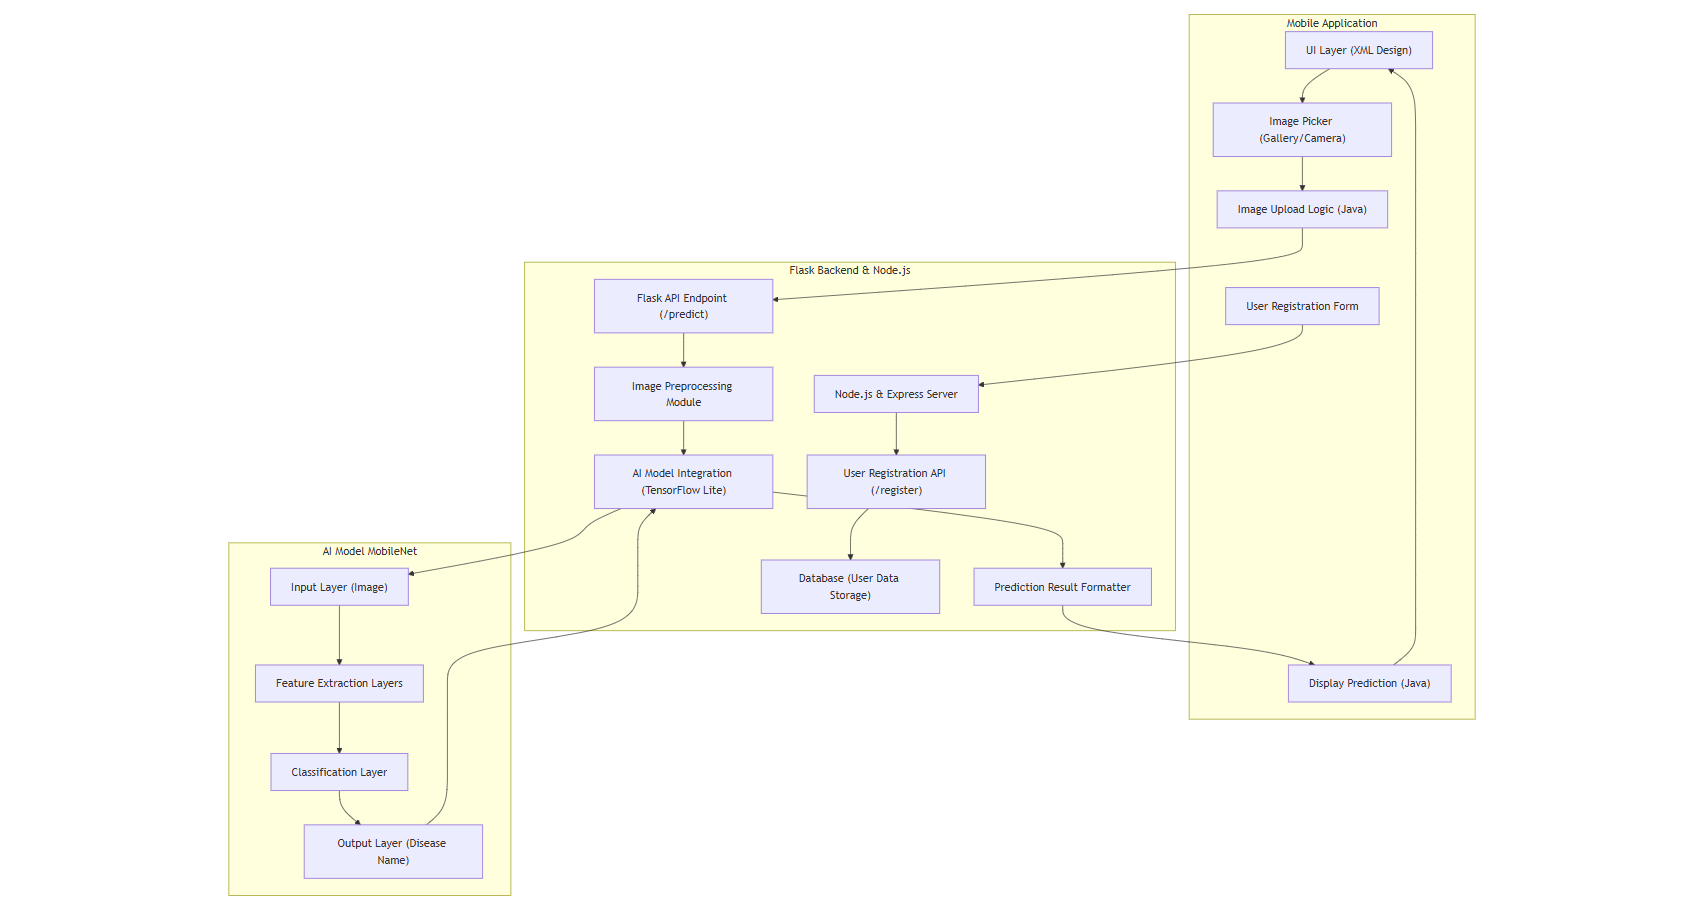 Mobile Application
UI Layer (XML Design)
Image Picker
(Gallery/Camera)
Image Upload Logic (Java)
User Registration Form
Display Prediction (Java)
Flask Backend & Node.js
Flask API Endpoint
(/predict)
Image Preprocessing
Module
Node.js & Express Server
AI Model Integration
(TensorFlow Lite)
User Registration API
(/register)
Database (User Data
Storage)
Prediction Result Formatter
AI Model MobileNet
Input Layer (Image)
Feature Extraction Layers
Classification Layer
Output Layer (Disease
Name)